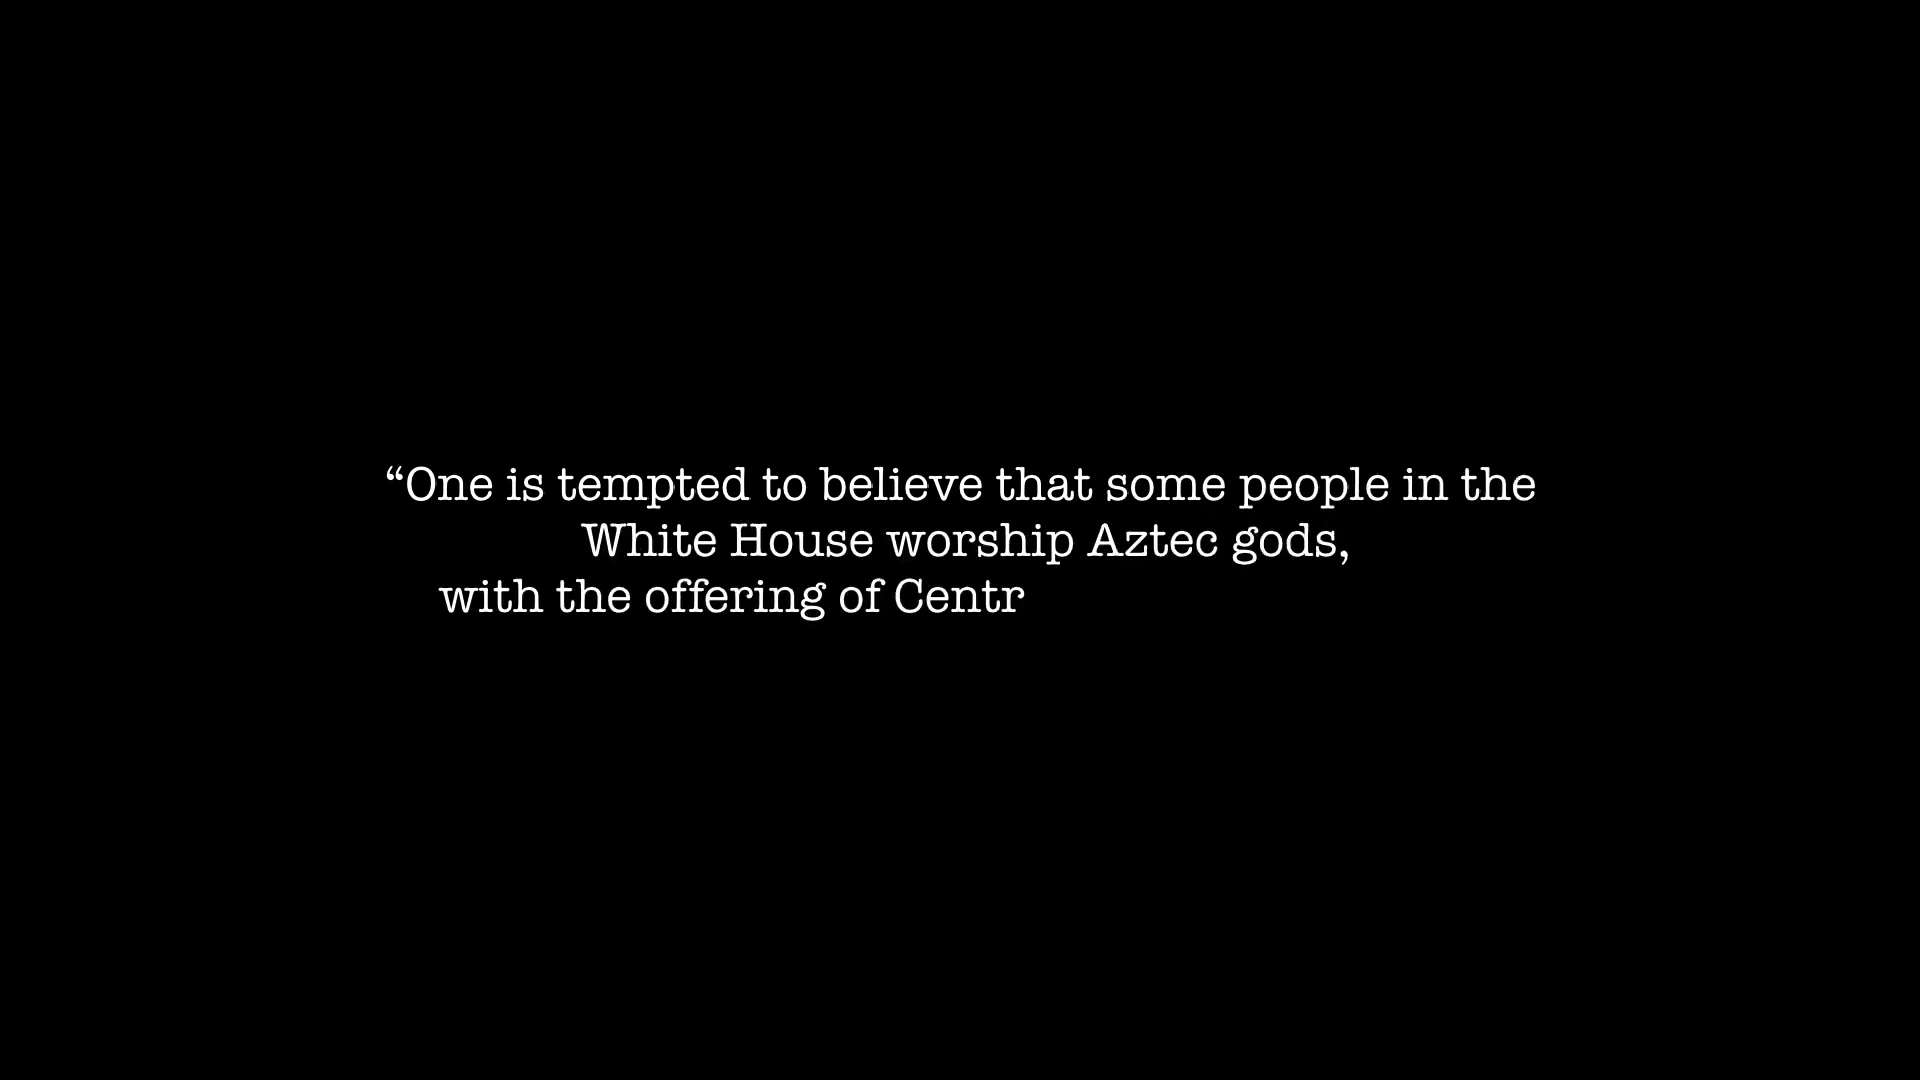 “One is tempted to believe that some people in the
White House worship Aztec gods,
with the offering of Centr